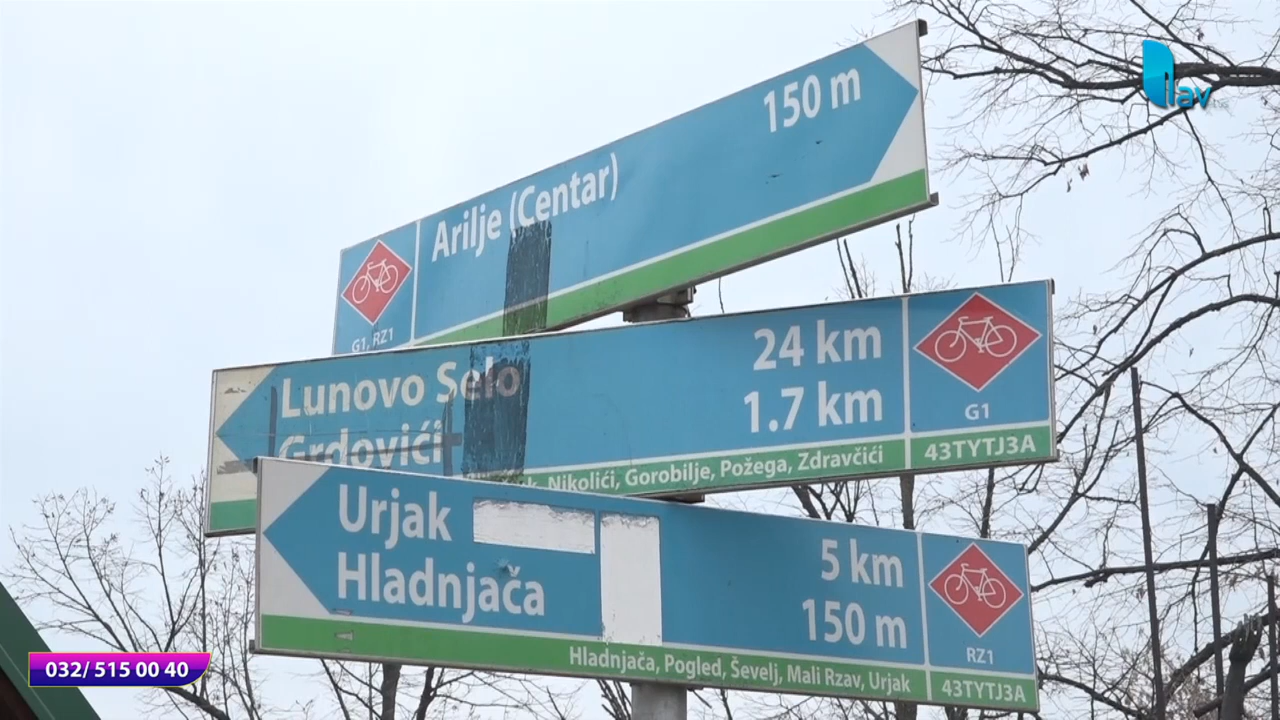 lav
150 m
Arilje (Centar)
G1, RZ1
Lunovo Selo
24 km
Grdovići
1.7 km
G1
Nikolići, Gorobilje, Požega, Zdravčići
43TYTJ3A
Urjak
5 km
Hladnjača
150 m
RZ1
Hladnjača, Pogled, Ševelj, Mali Rzav, Urjak
43TYTJ3A
032/ 515 00 40